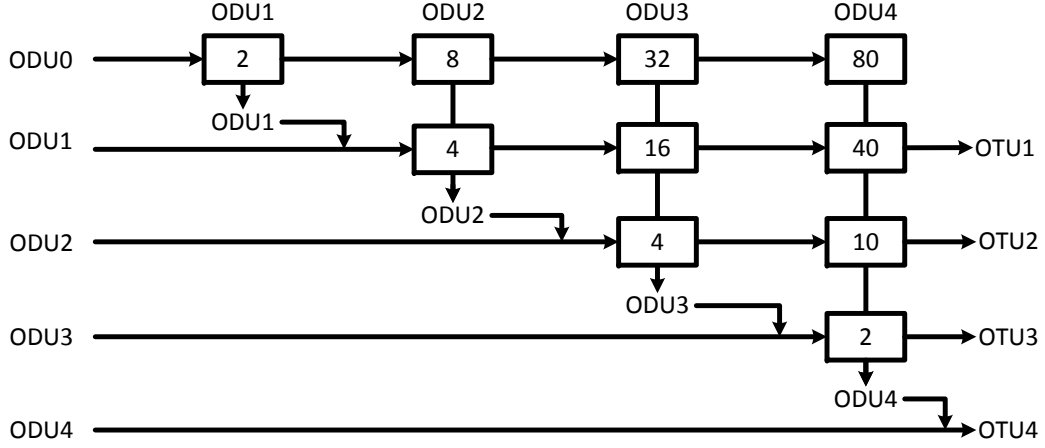 ODU1 ODU2 ODU3 ODU4
ODU0 2 8 32 80
ODU1
ODU1 4 16 40 OTU1
ODU2
ODU2 4 10 OTU2
ODU3
ODU3 2 OTU3
ODU4
ODU4 OTU4